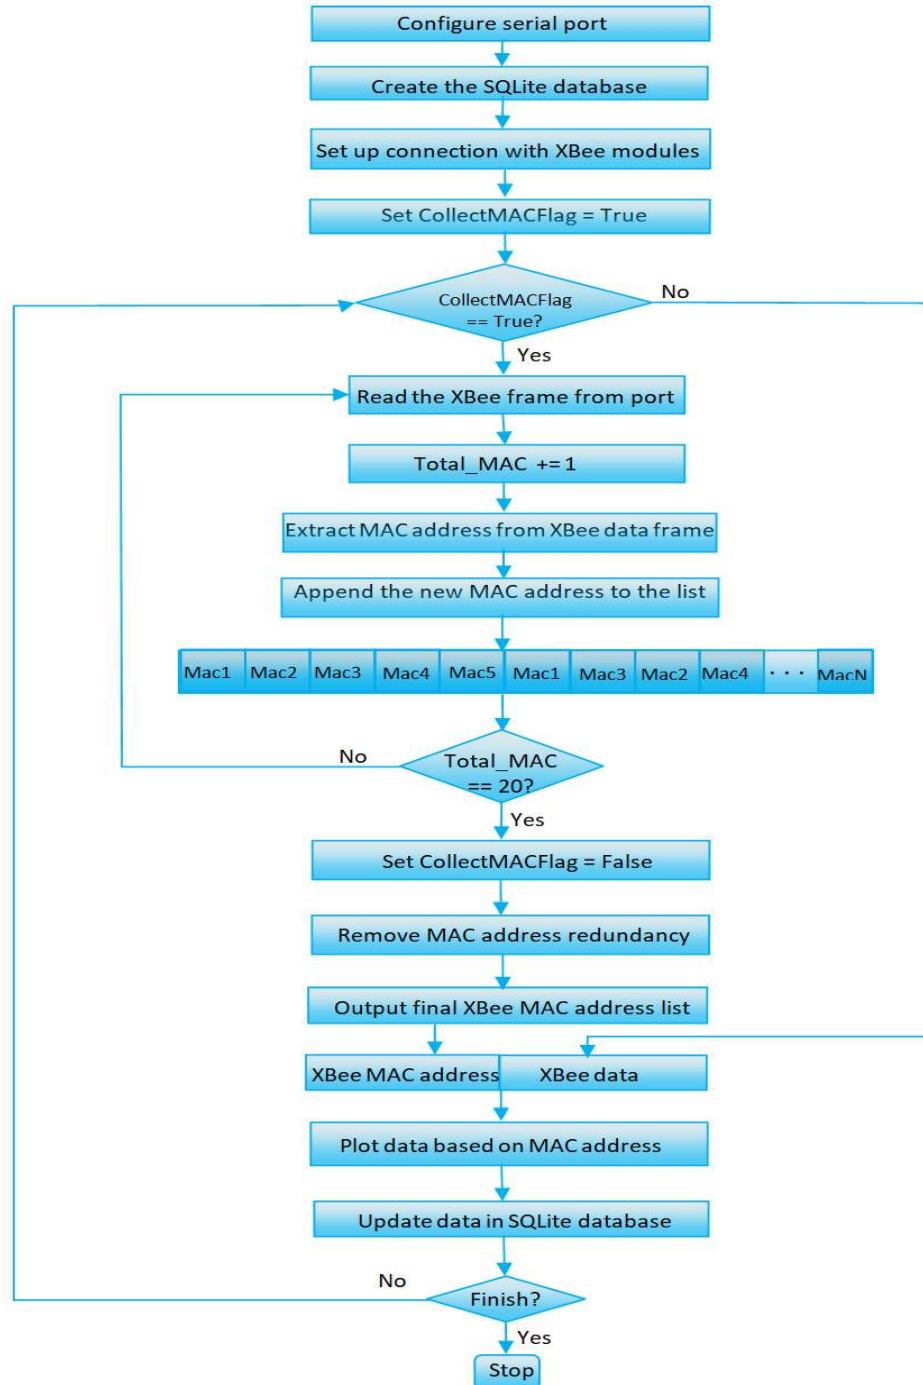 Configure serial port
Create the SQLite database
Set up connection with XBee modules
Set CollectMACFlag = True
CollectMACFlag
== True?
No
Yes
Read the XBee frame from port
Total_MAC += 1
Extract MAC address from XBee data frame
Append the new MAC address to the list
Mac1 Mac2 Mac3 Mac4 Mac5 Mac1 Mac3 Mac2 Mac4 · · · MacN
No
Total_MAC
== 20?
Yes
Set CollectMACFlag = False
Remove MAC address redundancy
Output final XBee MAC address list
XBee MAC address XBee data
Plot data based on MAC address
Update data in SQLite database
No
Finish?
Yes
Stop